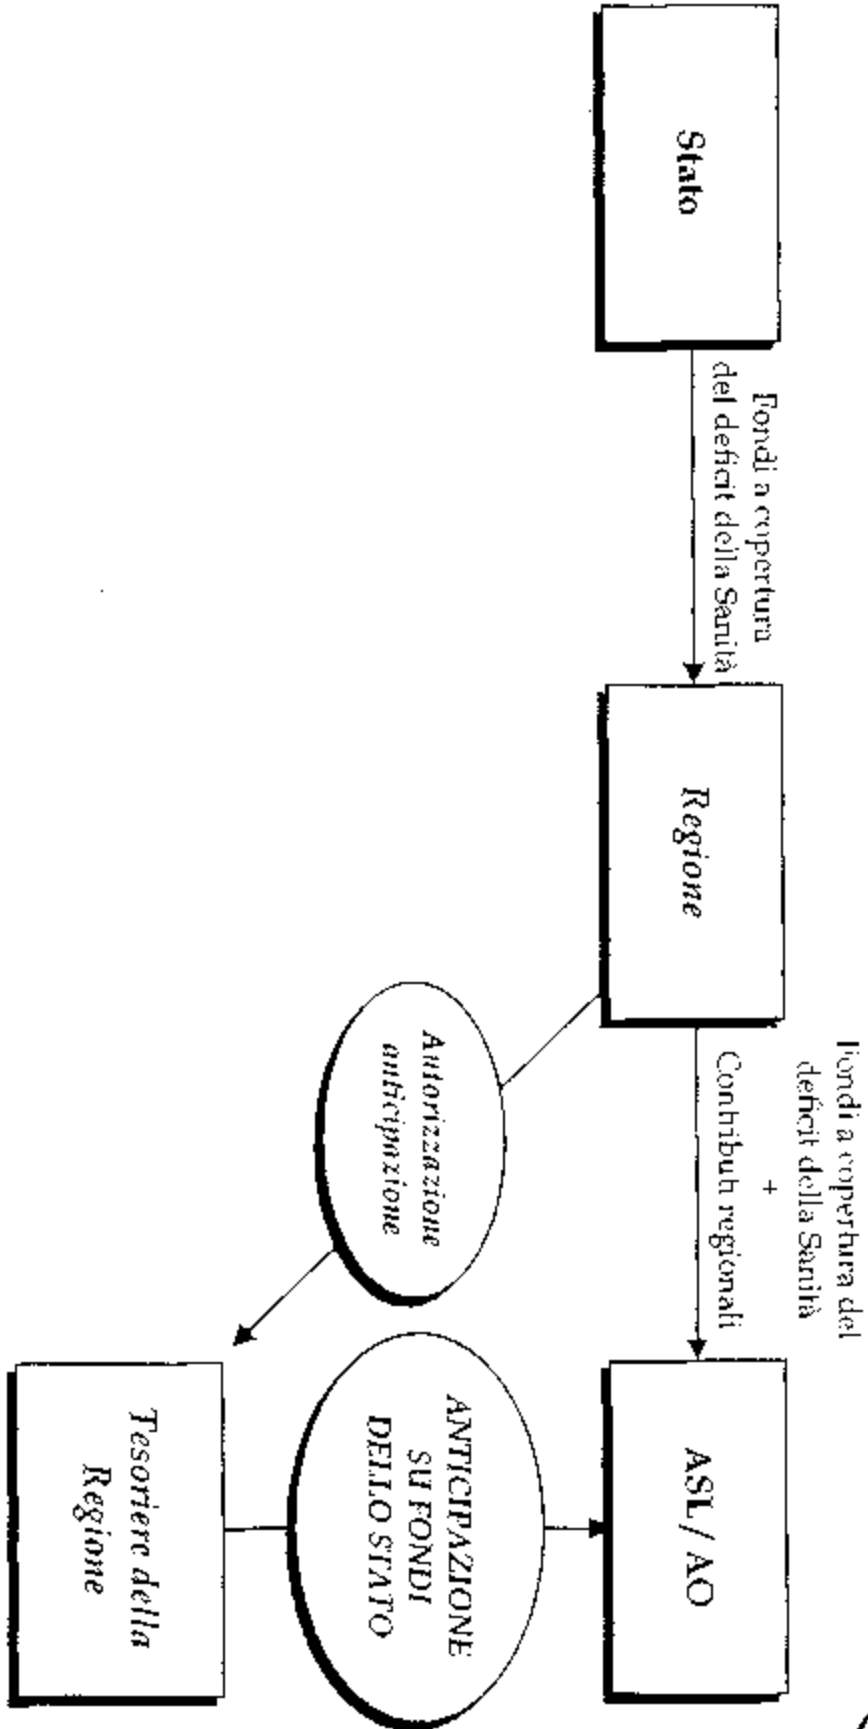 Stato
Fondi a copertura
del deficit della Sanità
Regione
Fondi a copertura del
deficit della Sanità
+
Contributi regionali
ASL / AO
Autorizzazione
anticipazione
ANTICIPAZIONE
SU FONDI
DELLO STATO
Tesoriere della
Regione